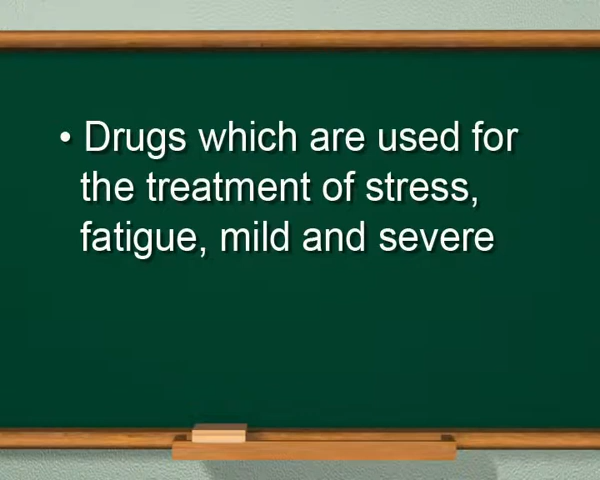 • Drugs which are used for
the treatment of stress,
fatigue, mild and severe